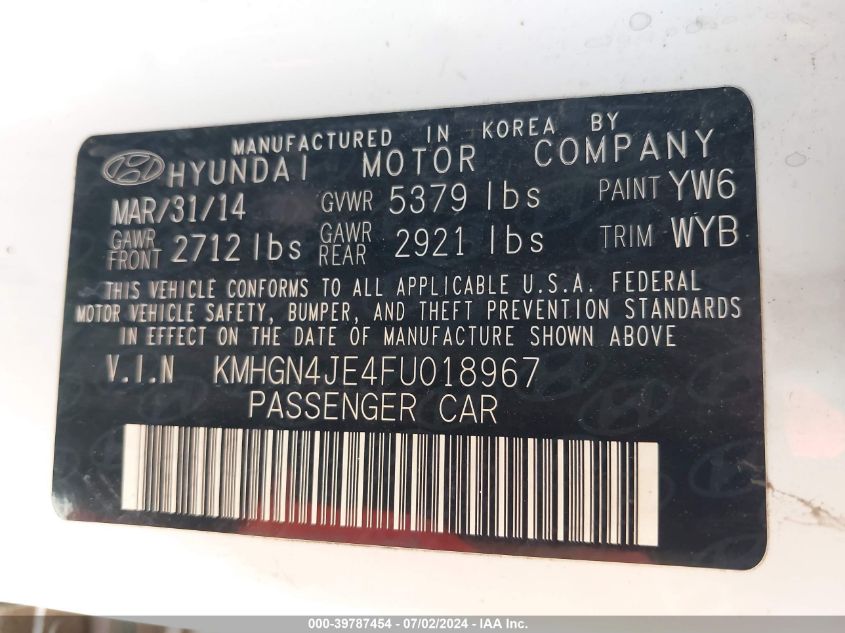 MANUFACTURED IN KOREA BY
HYUNDAI MOTOR COMPANY
MAR/31/14 GVWR 5379 lbs PAINT YW6
GAWR FRONT 2712 lbs GAWR REAR 2921 lbs TRIM WYB
THIS VEHICLE CONFORMS TO ALL APPLICABLE U.S.A. FEDERAL
MOTOR VEHICLE SAFETY, BUMPER, AND THEFT PREVENTION STANDARDS
IN EFFECT ON THE DATE OF MANUFACTURE SHOWN ABOVE
V.I.N KMHGN4JE4FU018967
PASSENGER CAR
000-39787454 - 07/02/2024 - IAA Inc.